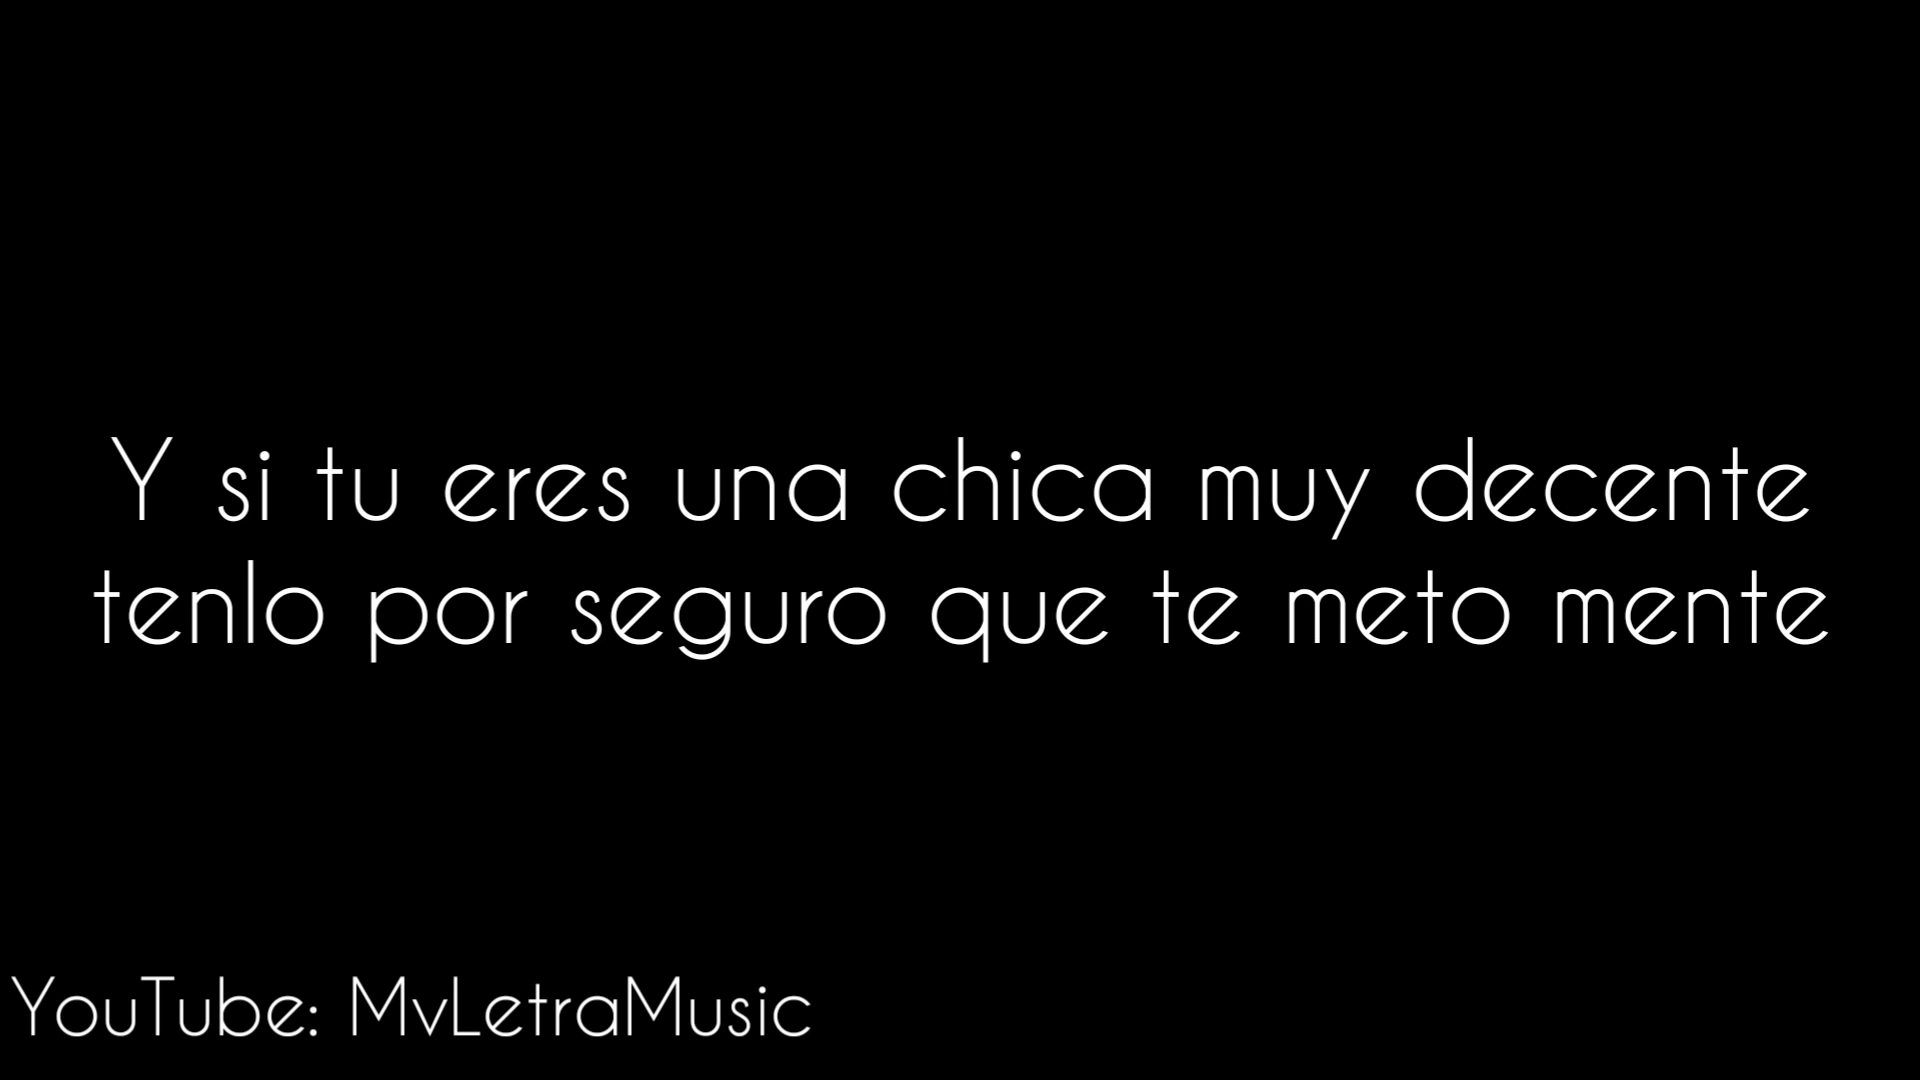 Y si tu eres una chica muy decente
tenlo por seguro que te meto mente
YouTube: MvLetraMusic